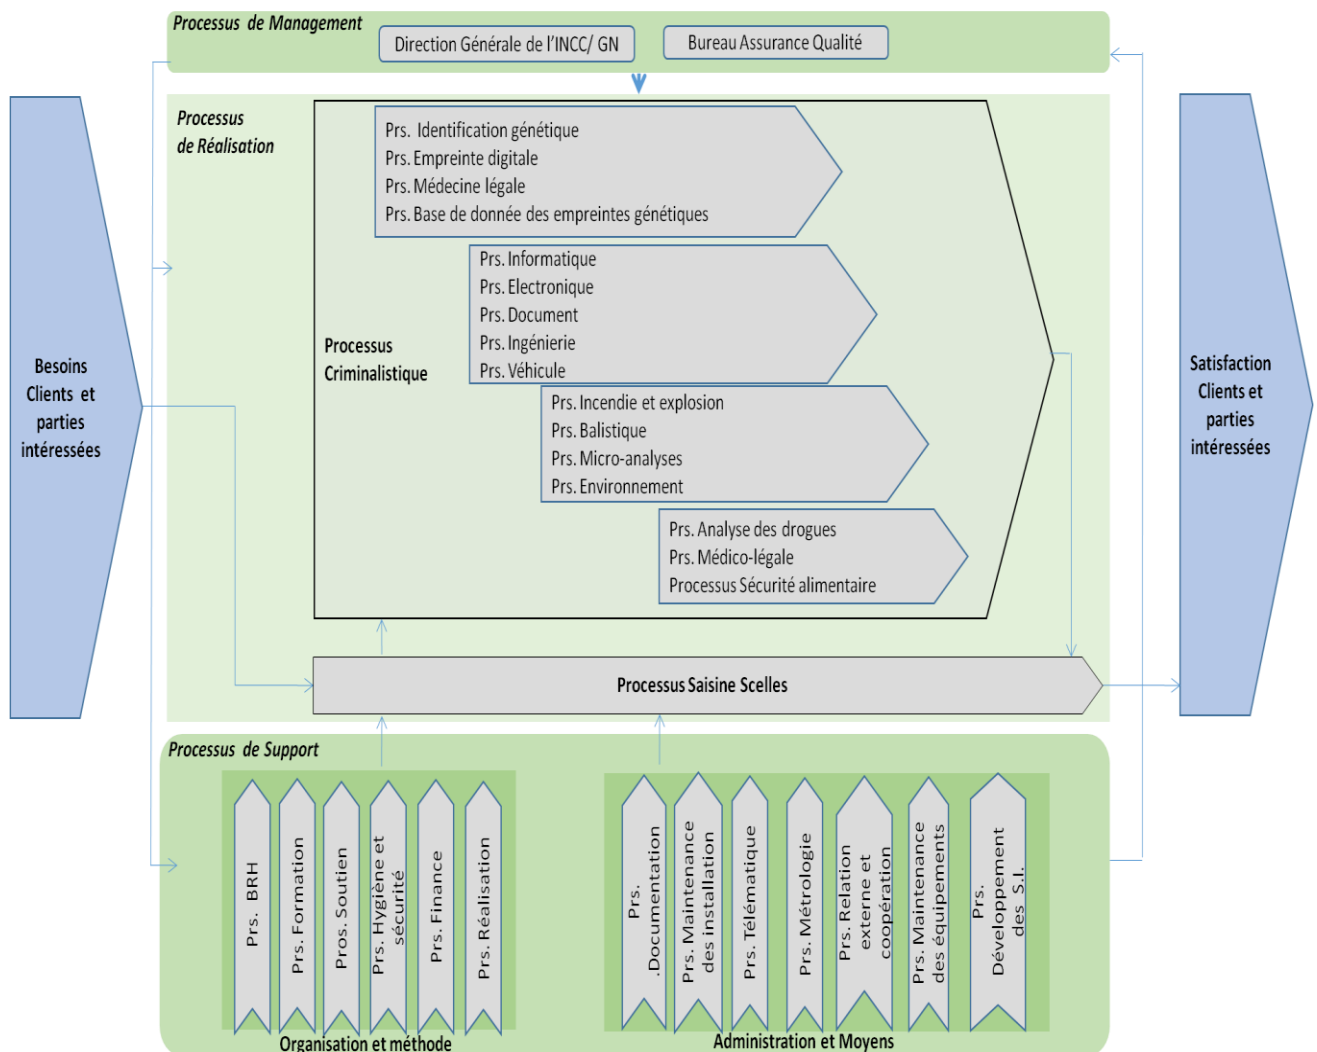 Processus de Management
Direction Générale de l'INCC/ GN
Bureau Assurance Qualité
Processus
de Réalisation
Prs. Identification génétique
Prs. Empreinte digitale
Prs. Médecine légale
Prs. Base de donnée des empreintes génétiques
Prs. Informatique
Prs. Electronique
Prs. Document
Prs. Ingénierie
Prs. Véhicule
Processus
Criminalistique
Prs. Incendie et explosion
Prs. Balistique
Prs. Micro-analyses
Prs. Environnement
Prs. Analyse des drogues
Prs. Médico-légale
Processus Sécurité alimentaire
Besoins
Clients et
parties
intéressées
Satisfaction
Clients et
parties
intéressées
Processus Saisine Scelles
Processus de Support
Prs. BRH
Prs. Formation
Pros. Soutien
Prs. Hygiène et
sécurité
Prs. Finance
Prs. Réalisation
Organisation et méthode
Prs.
.Documentation
Prs. Maintenance
des installation
Prs. Télématique
Prs. Métrologie
Prs. Relation
externe et
coopération
Prs. Maintenance
des équipements
Prs.
Développement
des S.I.
Administration et Moyens